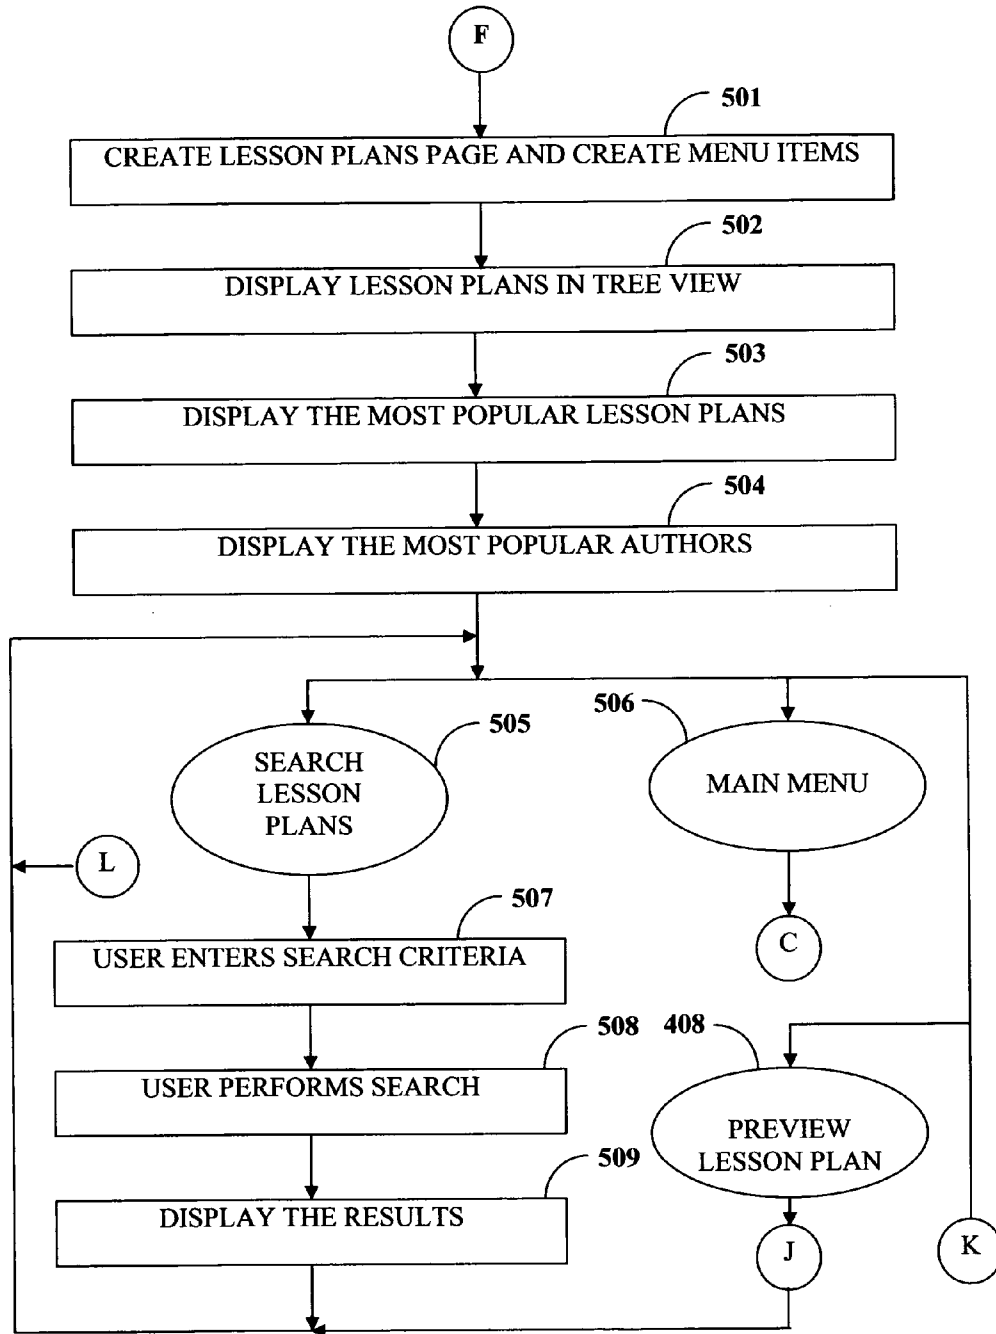 F
501
CREATE LESSON PLANS PAGE AND CREATE MENU ITEMS
502
DISPLAY LESSON PLANS IN TREE VIEW
503
DISPLAY THE MOST POPULAR LESSON PLANS
504
DISPLAY THE MOST POPULAR AUTHORS
505
SEARCH
LESSON
PLANS
506
MAIN MENU
L
C
507
USER ENTERS SEARCH CRITERIA
508
USER PERFORMS SEARCH
408
PREVIEW
LESSON PLAN
509
DISPLAY THE RESULTS
J
K